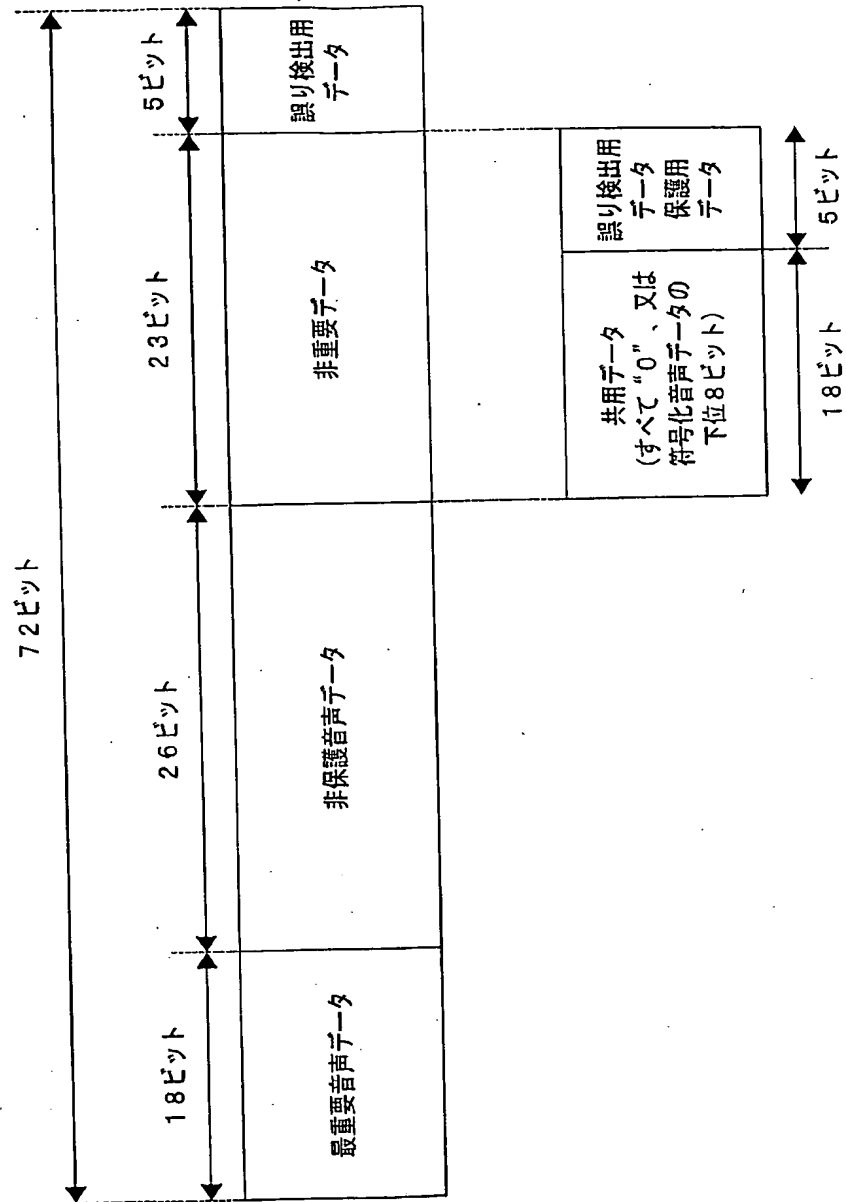 72ビット
18ビット
26ビット
23ビット
5ビット
最重要音声データ
非保護音声データ
非重要データ
誤り検出用
データ
共用データ
(すべて“0”、又は
符号化音声データの
下位8ビット)
誤り検出用
データ
保護用
データ
18ビット
5ビット